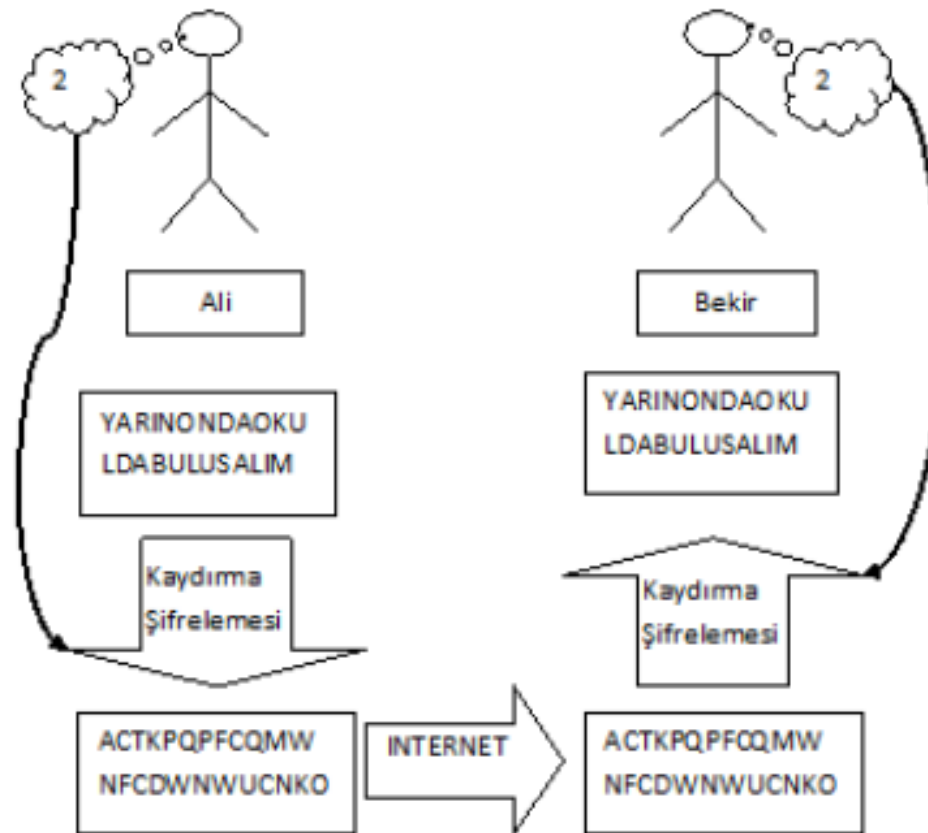 2
2
Ali
Bekir
YARINONDAOKU
LDABULUSALIM
YARINONDAOKU
LDABULUSALIM
Kaydırma
Şifrelemesi
Kaydırma
Şifrelemesi
ACTKPQPFCQMW
NFCDWNWUCNKO
INTERNET
ACTKPQPFCQMW
NFCDWNWUCNKO